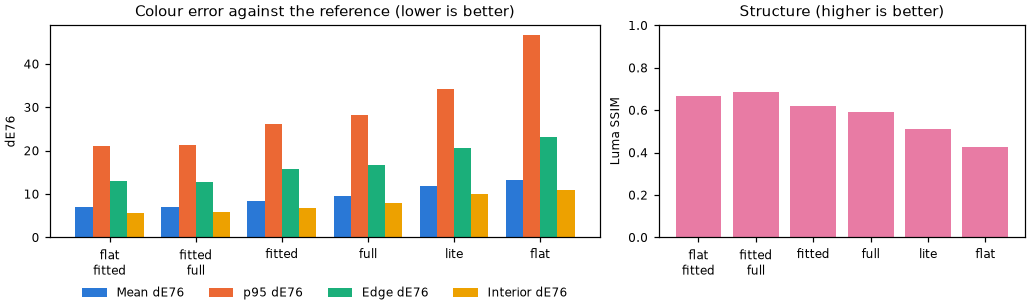 Colour error against the reference (lower is better)
dE76
40
30
20
10
0
flat fitted
fitted full
fitted
full
lite
flat
Mean dE76
p95 dE76
Edge dE76
Interior dE76
Structure (higher is better)
Luma SSIM
1.0
0.8
0.6
0.4
0.2
0.0
flat fitted
fitted full
fitted
full
lite
flat